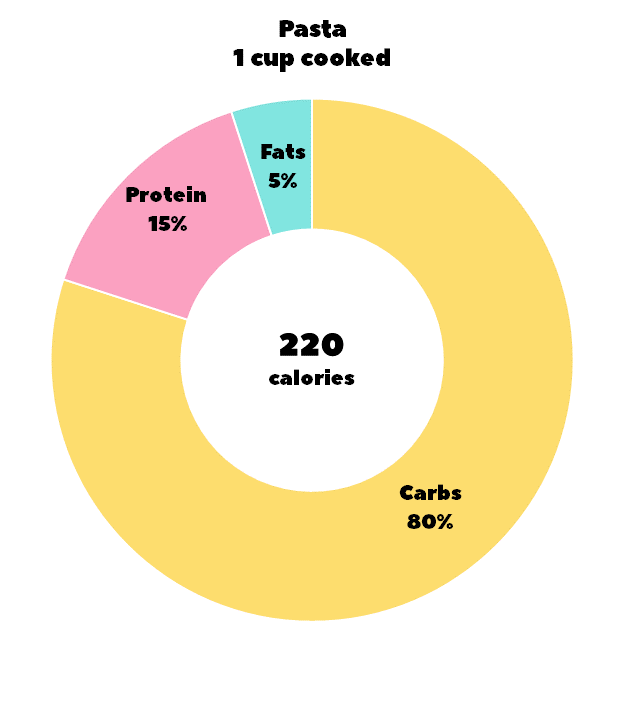 Pasta
1 cup cooked
Fats
5%
Protein
15%
220
calories
Carbs
80%